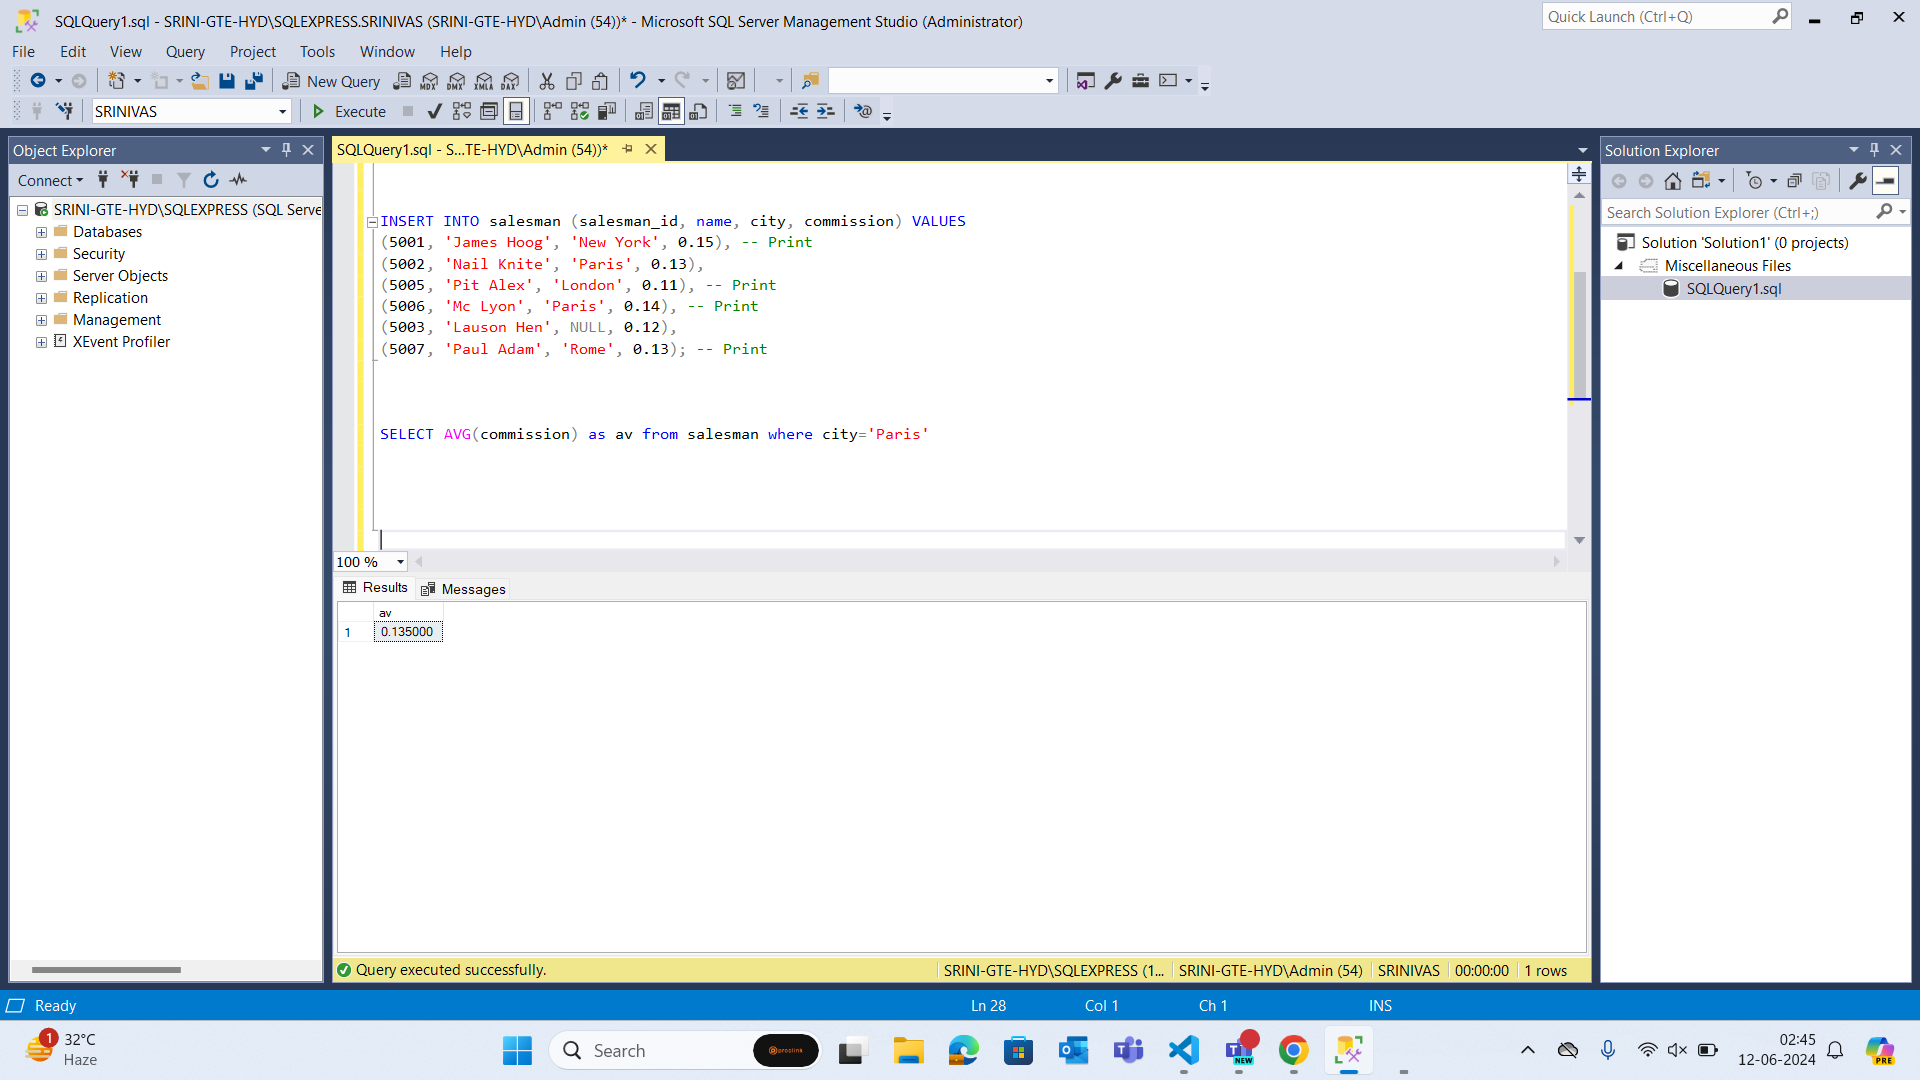 SQLQuery1.sql - SRINI-GTE-HYD\SQLEXPRESS.SRINIVAS (SRINI-GTE-HYD\Admin (54))* - Microsoft SQL Server Management Studio (Administrator)
Quick Launch (Ctrl+Q)
File Edit View Query Project Tools Window Help
New Query MDX DMX XMLA DAX
SRINIVAS Execute
Object Explorer
SQLQuery1.sql - S...TE-HYD\Admin (54))*
Solution Explorer
Connect
Search Solution Explorer (Ctrl+;)
SRINI-GTE-HYD\SQLEXPRESS (SQL Serve
Databases
Security
Server Objects
Replication
Management
XEvent Profiler
INSERT INTO salesman (salesman_id, name, city, commission) VALUES
(5001, 'James Hoog', 'New York', 0.15), -- Print
(5002, 'Nail Knite', 'Paris', 0.13),
(5005, 'Pit Alex', 'London', 0.11), -- Print
(5006, 'Mc Lyon', 'Paris', 0.14), -- Print
(5003, 'Lauson Hen', NULL, 0.12),
(5007, 'Paul Adam', 'Rome', 0.13); -- Print
SELECT AVG(commission) as av from salesman where city='Paris'
Solution 'Solution1' (0 projects)
Miscellaneous Files
SQLQuery1.sql
100 %
Results Messages
av
1 0.135000
Query executed successfully.
SRINI-GTE-HYD\SQLEXPRESS (1... SRINI-GTE-HYD\Admin (54) SRINIVAS 00:00:00 1 rows
Ready Ln 28 Col 1 Ch 1 INS
1
32°C
Haze
Search
proclink
NEW
02:45
12-06-2024
PRE